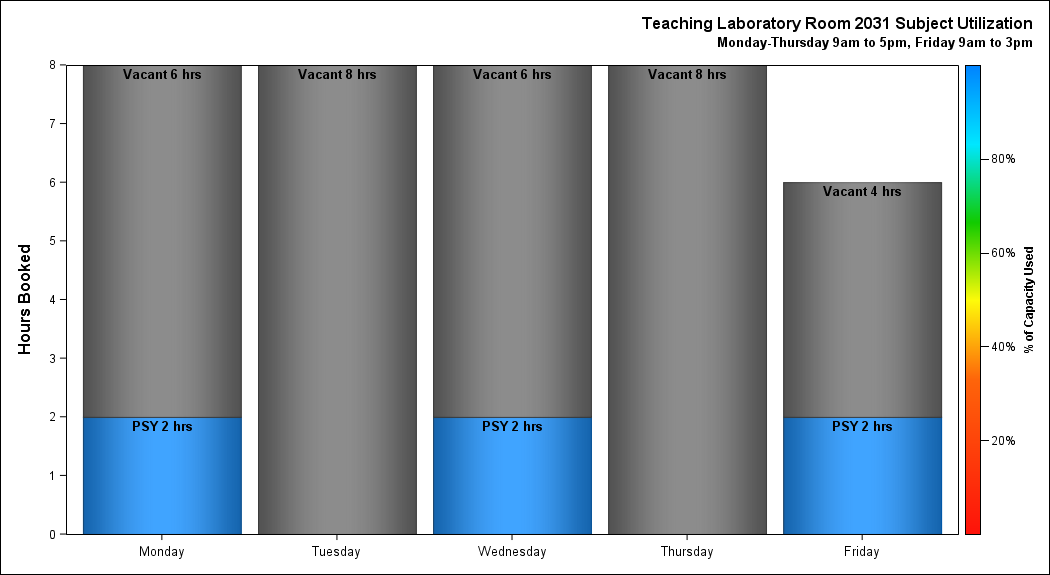 Teaching Laboratory Room 2031 Subject Utilization
Monday-Thursday 9am to 5pm, Friday 9am to 3pm
Hours Booked
8
7
6
5
4
3
2
1
0
Vacant 6 hrs
PSY 2 hrs
Vacant 8 hrs
Vacant 6 hrs
PSY 2 hrs
Vacant 8 hrs
Vacant 4 hrs
PSY 2 hrs
Monday
Tuesday
Wednesday
Thursday
Friday
80%
60%
40%
20%
% of Capacity Used